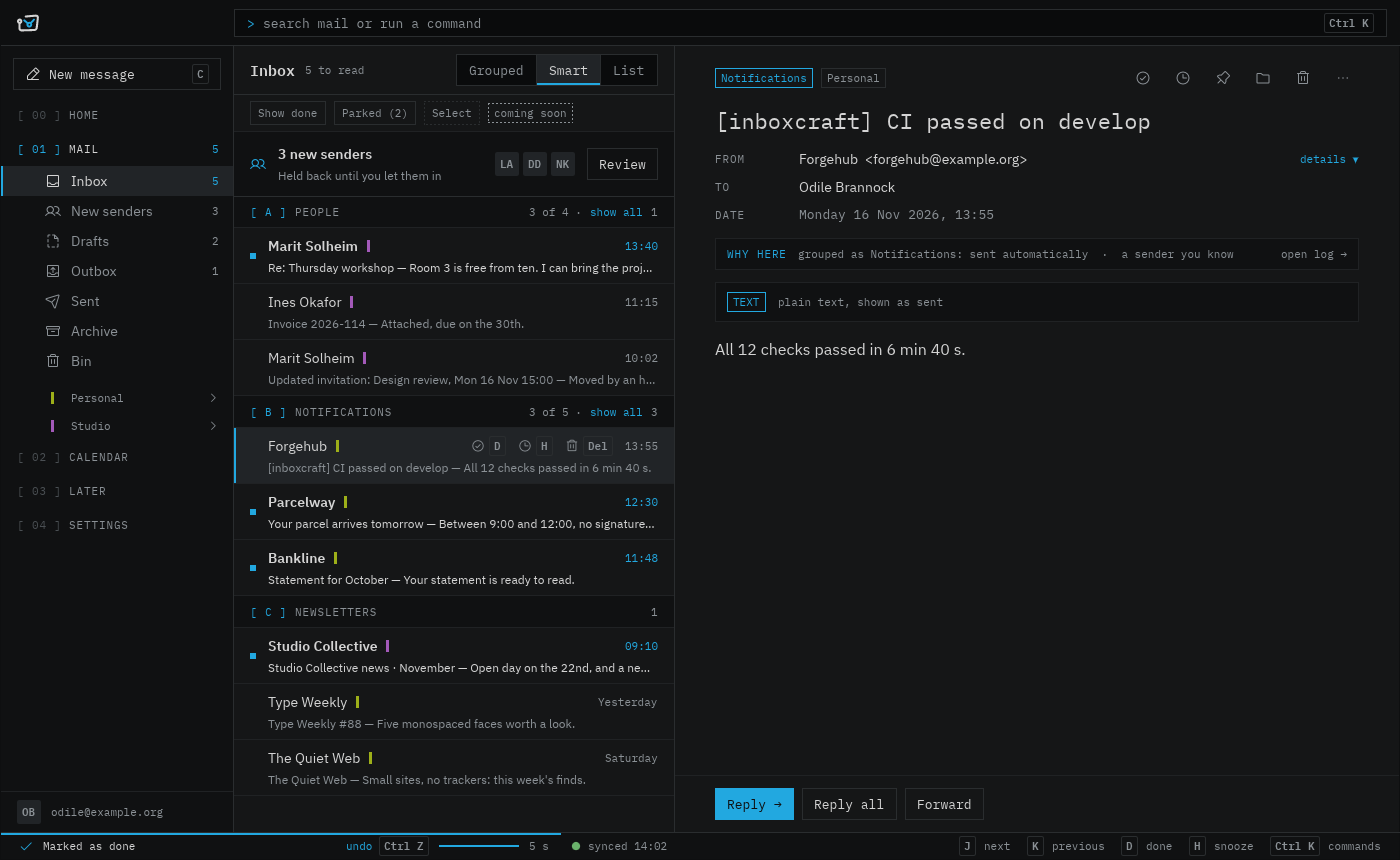 > search mail or run a command Ctrl K
New message C
[ 00 ] HOME
[ 01 ] MAIL 5
Inbox 5
New senders 3
Drafts 2
Outbox 1
Sent
Archive
Bin
Personal
Studio
[ 02 ] CALENDAR
[ 03 ] LATER
[ 04 ] SETTINGS
OB odile@example.org
Inbox 5 to read Grouped Smart List
Show done Parked (2) Select coming soon
3 new senders
Held back until you let them in
LA DD NK Review
[ A ] PEOPLE 3 of 4 · show all 1
Marit Solheim 13:40
Re: Thursday workshop — Room 3 is free from ten. I can bring the proj…
Ines Okafor 11:15
Invoice 2026-114 — Attached, due on the 30th.
Marit Solheim 10:02
Updated invitation: Design review, Mon 16 Nov 15:00 — Moved by an h…
[ B ] NOTIFICATIONS 3 of 5 · show all 3
Forgehub D H Del 13:55
[inboxcraft] CI passed on develop — All 12 checks passed in 6 min 40 s.
Parcelway 12:30
Your parcel arrives tomorrow — Between 9:00 and 12:00, no signature…
Bankline 11:48
Statement for October — Your statement is ready to read.
[ C ] NEWSLETTERS 1
Studio Collective 09:10
Studio Collective news · November — Open day on the 22nd, and a ne…
Type Weekly Yesterday
Type Weekly #88 — Five monospaced faces worth a look.
The Quiet Web Saturday
The Quiet Web — Small sites, no trackers: this week's finds.
Notifications Personal
[inboxcraft] CI passed on develop
FROM Forgehub <forgehub@example.org> details ▾
TO Odile Brannock
DATE Monday 16 Nov 2026, 13:55
WHY HERE grouped as Notifications: sent automatically · a sender you know open log →
TEXT plain text, shown as sent
All 12 checks passed in 6 min 40 s.
Reply → Reply all Forward
Marked as done undo Ctrl Z 5 s synced 14:02 J next K previous D done H snooze Ctrl K commands